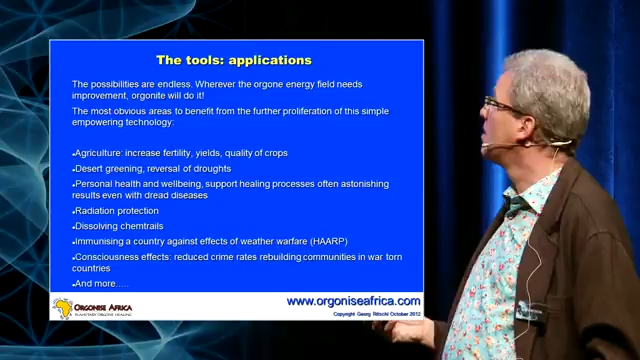 The tools: applications
The possibilities are endless. Wherever the orgone energy field needs
improvement, orgonite will do it!
The most obvious areas to benefit from the further proliferation of this simple
empowering technology:
•Agriculture: increase fertility, yields, quality of crops
•Desert greening, reversal of droughts
•Personal health and wellbeing, support healing processes often astonishing
results even with dread diseases
•Radiation protection
•Dissolving chemtrails
•Immunising a country against effects of weather warfare (HAARP)
•Consciousness effects: reduced crime rates rebuilding communities in war torn
countries
•And more…..
ORGONISE AFRICA
PLANETARY ORGONE HEALING
www.orgoniseafrica.com
Copyright Georg Ritschl October 2012